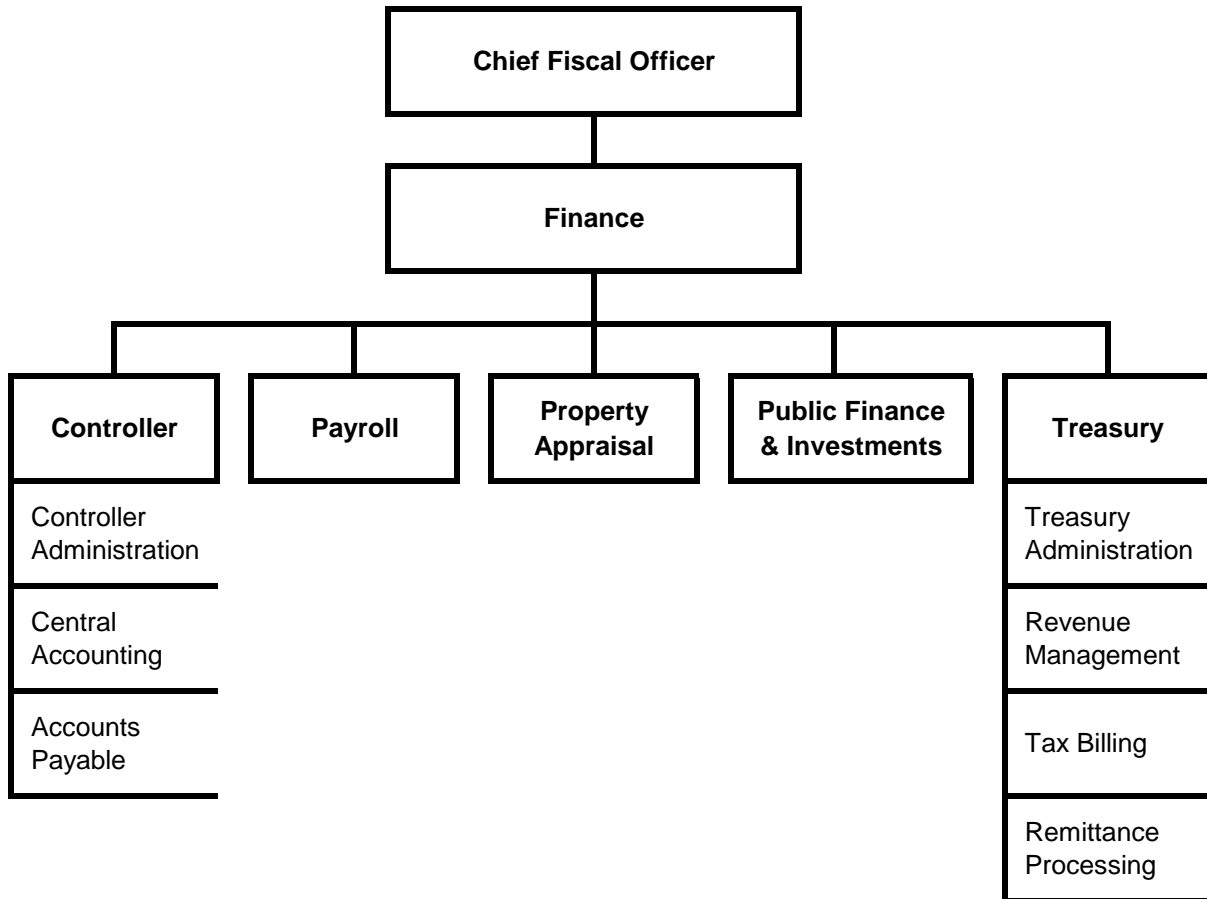 Chief Fiscal Officer
Finance
Controller
Payroll
Property
Appraisal
Public Finance
& Investments
Treasury
Controller
Administration
Central
Accounting
Accounts
Payable
Treasury
Administration
Revenue
Management
Tax Billing
Remittance
Processing